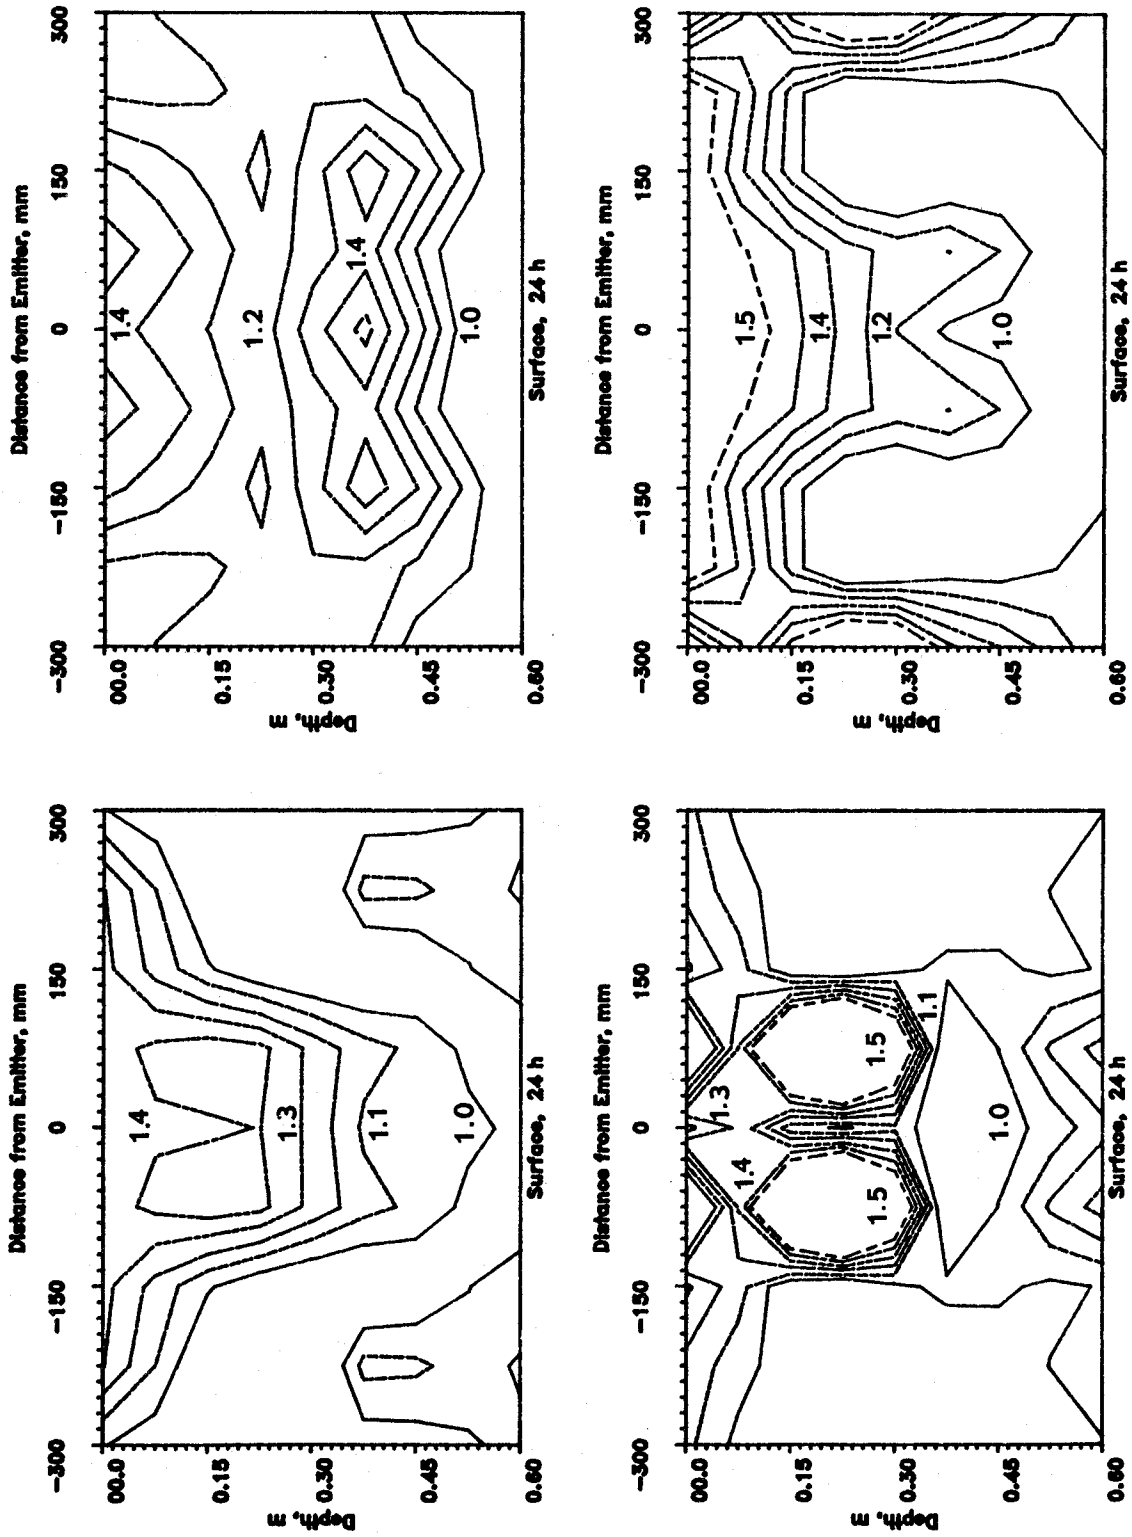 Distance from Emitter, mm
-300 -150 0 150 300
Depth, m
00.0
0.15
0.30
0.45
0.60
1.4
1.3
1.1
1.0
Surface, 24 h
Distance from Emitter, mm
-300 -150 0 150 300
Depth, m
00.0
0.15
0.30
0.45
0.60
1.4
1.2
1.4
1.0
Surface, 24 h
Distance from Emitter, mm
-300 -150 0 150 300
Depth, m
00.0
0.15
0.30
0.45
0.60
1.3
1.4
1.5 1.5
1.1
1.0
Surface, 24 h
Distance from Emitter, mm
-300 -150 0 150 300
Depth, m
00.0
0.15
0.30
0.45
0.60
1.5
1.4
1.2
1.0
Surface, 24 h